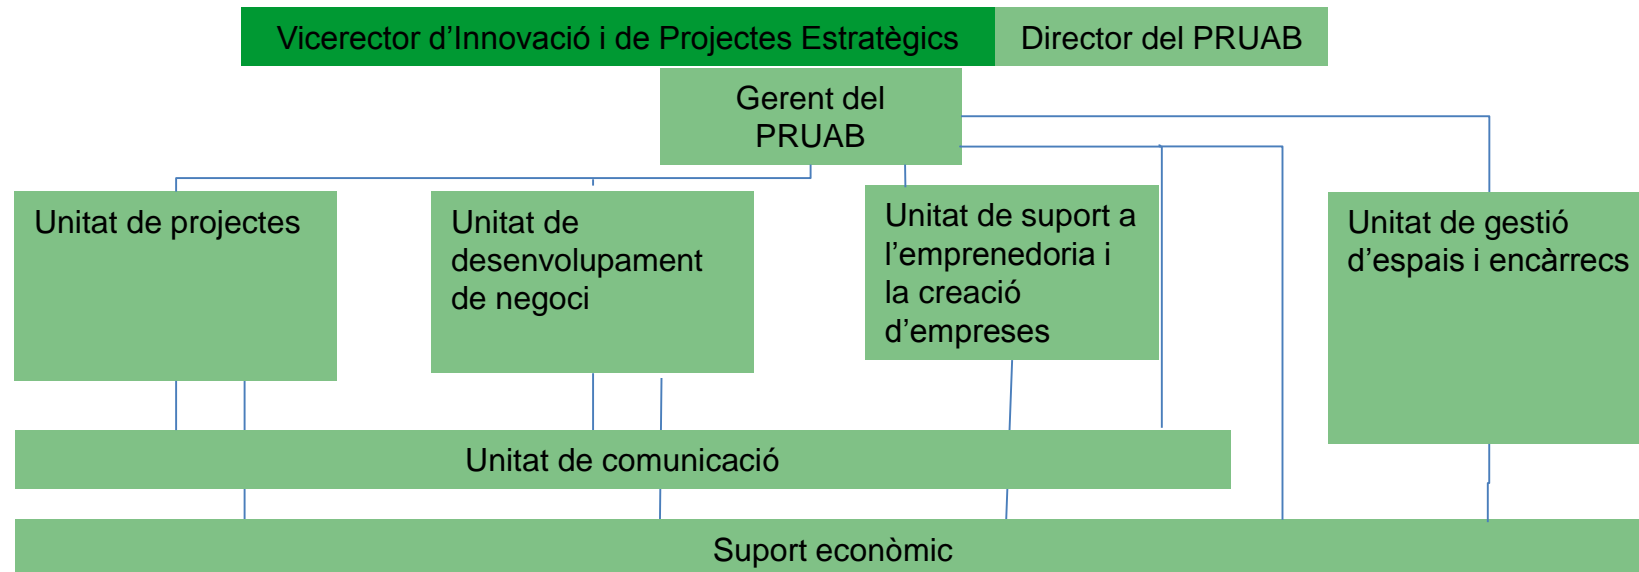 Vicerector d’Innovació i de Projectes Estratègics
Director del PRUAB
Gerent del
PRUAB
Unitat de projectes
Unitat de
desenvolupament
de negoci
Unitat de suport a
l’emprenedoria i
la creació
d’empreses
Unitat de gestió
d’espais i encàrrecs
Unitat de comunicació
Suport econòmic